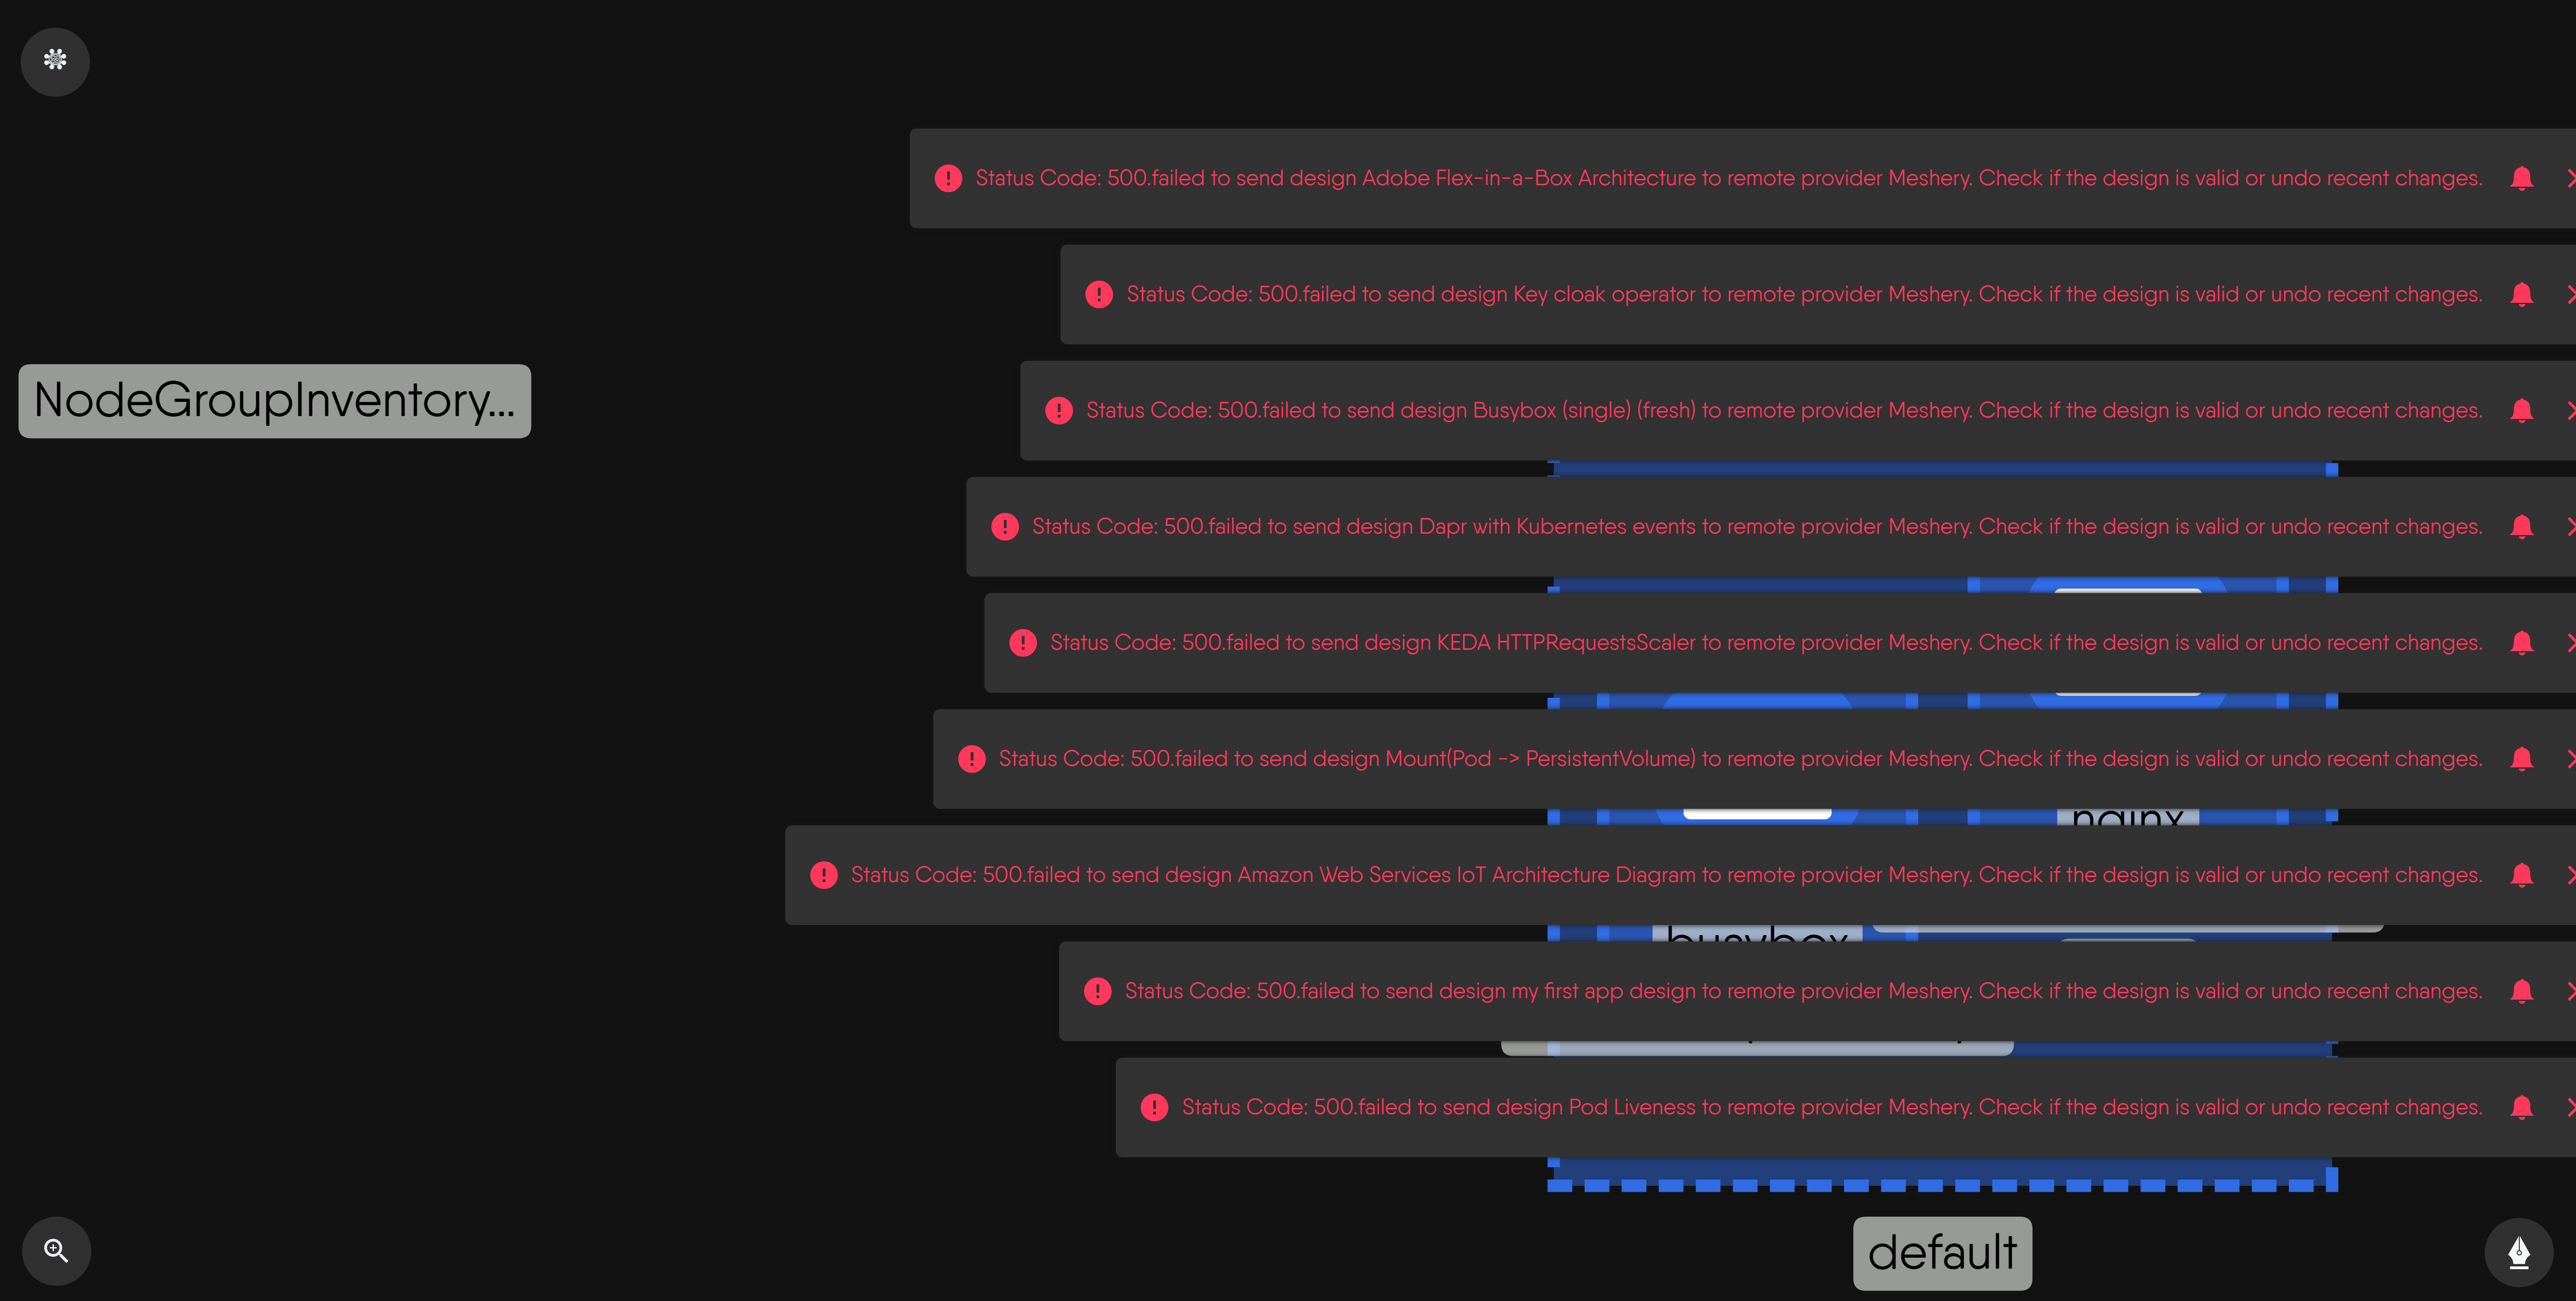 Status Code: 500.failed to send design Adobe Flex-in-a-Box Architecture to remote provider Meshery. Check if the design is valid or undo recent changes.
Status Code: 500.failed to send design Key cloak operator to remote provider Meshery. Check if the design is valid or undo recent changes.
NodeGroupInventory...
Status Code: 500.failed to send design Busybox (single) (fresh) to remote provider Meshery. Check if the design is valid or undo recent changes.
Status Code: 500.failed to send design Dapr with Kubernetes events to remote provider Meshery. Check if the design is valid or undo recent changes.
Status Code: 500.failed to send design KEDA HTTPRequestsScaler to remote provider Meshery. Check if the design is valid or undo recent changes.
Status Code: 500.failed to send design Mount(Pod -> PersistentVolume) to remote provider Meshery. Check if the design is valid or undo recent changes.
nginx
Status Code: 500.failed to send design Amazon Web Services IoT Architecture Diagram to remote provider Meshery. Check if the design is valid or undo recent changes.
busybox
Status Code: 500.failed to send design my first app design to remote provider Meshery. Check if the design is valid or undo recent changes.
Status Code: 500.failed to send design Pod Liveness to remote provider Meshery. Check if the design is valid or undo recent changes.
default